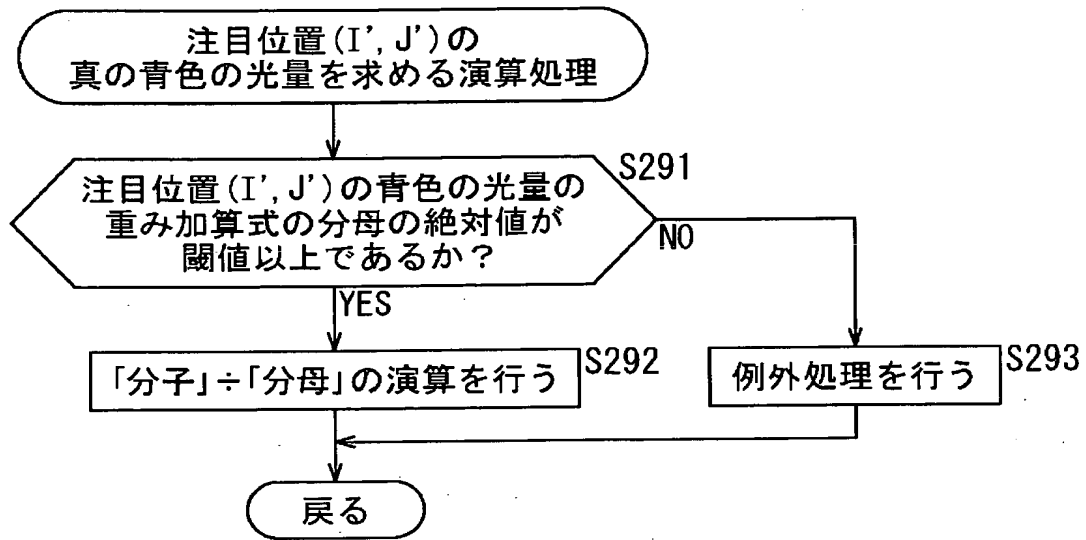 注目位置(I', J')の
真の青色の光量を求める演算処理
S291
注目位置(I', J')の青色の光量の
重み加算式の分母の絶対値が
閾値以上であるか？
NO
YES
「分子」÷「分母」の演算を行う
S292
例外処理を行う
S293
戻る